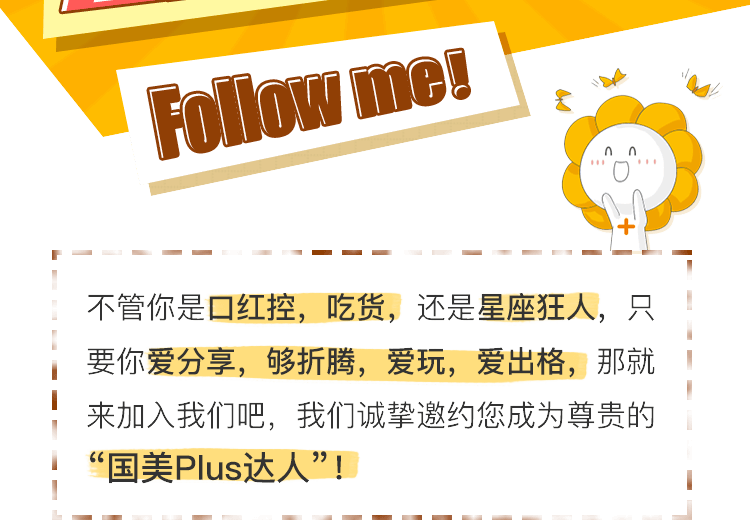 Follow me!
不管你是口红控，吃货，还是星座狂人，只
要你爱分享，够折腾，爱玩，爱出格，那就
来加入我们吧，我们诚挚邀约您成为尊贵的
“国美Plus达人”！